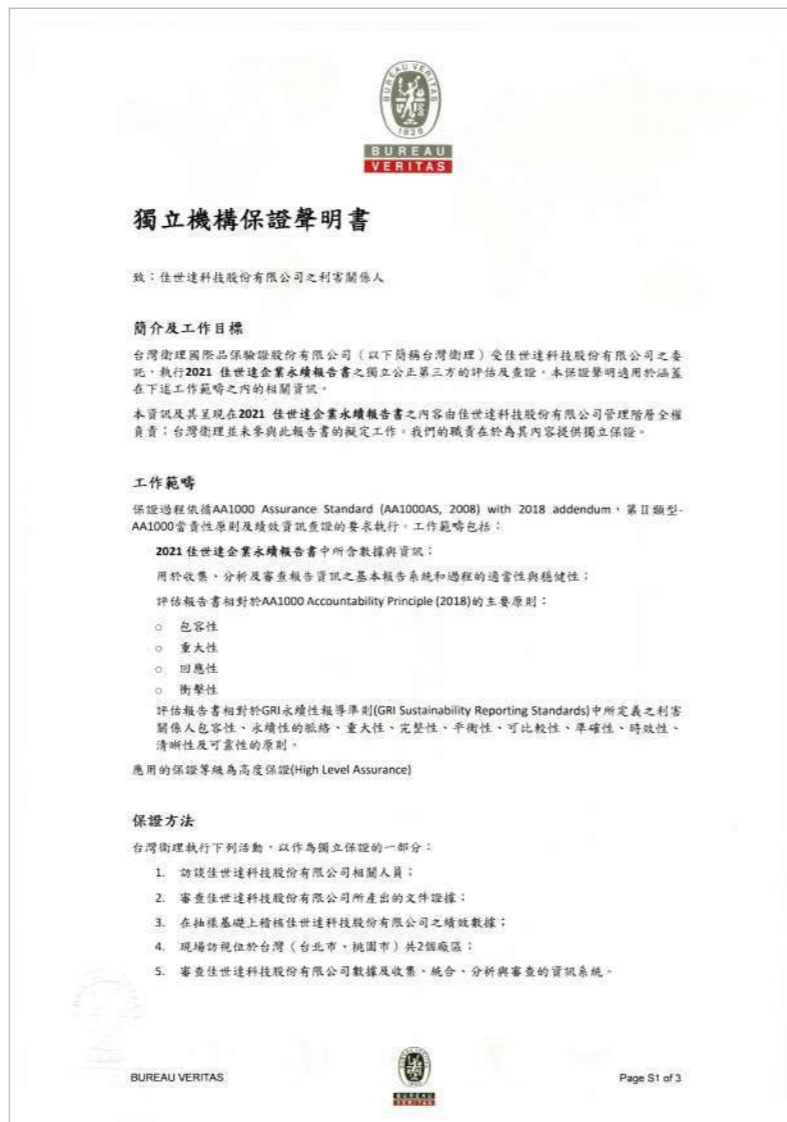 BUREAU VERITAS
1828
BUREAU
VERITAS
獨立機構保證聲明書
致：佳世達科技股份有限公司之利害關係人
簡介及工作目標
台灣衛理國際品保驗證股份有限公司（以下簡稱台灣衛理）受佳世達科技股份有限公司之委
託，執行2021 佳世達企業永續報告書之獨立公正第三方的評估及查證。本保證聲明適用於涵蓋
在下述工作範疇之內的相關資訊。
本資訊及其呈現在2021 佳世達企業永續報告書之內容由佳世達科技股份有限公司管理階層全權
負責；台灣衛理並未參與此報告書的擬定工作。我們的職責在於為其內容提供獨立保證。
工作範疇
保證過程依循AA1000 Assurance Standard (AA1000AS, 2008) with 2018 addendum，第Ⅱ類型-
AA1000當責性原則及績效資訊查證的要求執行。工作範疇包括：
2021 佳世達企業永續報告書中所含數據與資訊；
用於收集、分析及審查報告資訊之基本報告系統和過程的適當性與穩健性；
評估報告書相對於AA1000 Accountability Principle (2018)的主要原則：
○ 包容性
○ 重大性
○ 回應性
○ 衝擊性
評估報告書相對於GRI永續性報導準則(GRI Sustainability Reporting Standards)中所定義之利害
關係人包容性、永續性的脈絡、重大性、完整性、平衡性、可比較性、準確性、時效性、
清晰性及可靠性的原則。
應用的保證等級為高度保證(High Level Assurance)
保證方法
台灣衛理執行下列活動，以作為獨立保證的一部分：
1. 訪談佳世達科技股份有限公司相關人員；
2. 審查佳世達科技股份有限公司所產出的文件證據；
3. 在抽樣基礎上稽核佳世達科技股份有限公司之績效數據；
4. 現場訪視位於台灣（台北市、桃園市）共2個廠區；
5. 審查佳世達科技股份有限公司數據及收集、統合、分析與審查的資訊系統。
BUREAU VERITAS
BUREAU
VERITAS
Page S1 of 3